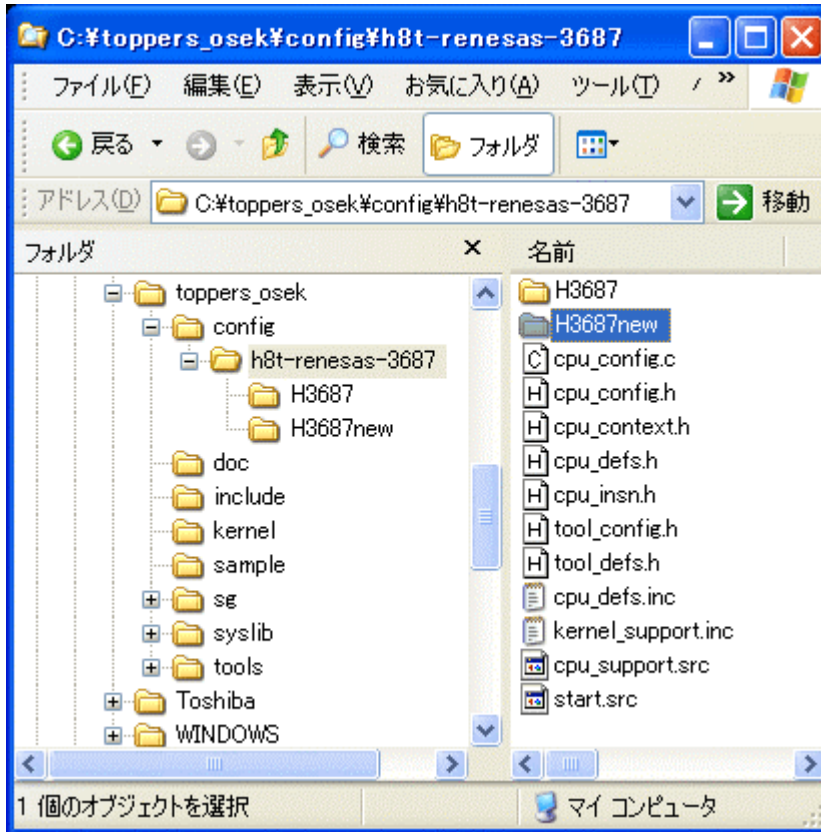 C:¥toppers_osek¥config¥h8t-renesas-3687
ファイル(F) 編集(E) 表示(V) お気に入り(A) ツール(T) »
戻る 検索 フォルダ
アドレス(D) C:¥toppers_osek¥config¥h8t-renesas-3687 移動
フォルダ × 名前
toppers_osek
config
h8t-renesas-3687
H3687
H3687new
doc
include
kernel
sample
sg
syslib
tools
Toshiba
WINDOWS
H3687
H3687new
cpu_config.c
cpu_config.h
cpu_context.h
cpu_defs.h
cpu_insn.h
tool_config.h
tool_defs.h
cpu_defs.inc
kernel_support.inc
cpu_support.src
start.src
1 個のオブジェクトを選択 マイ コンピュータ